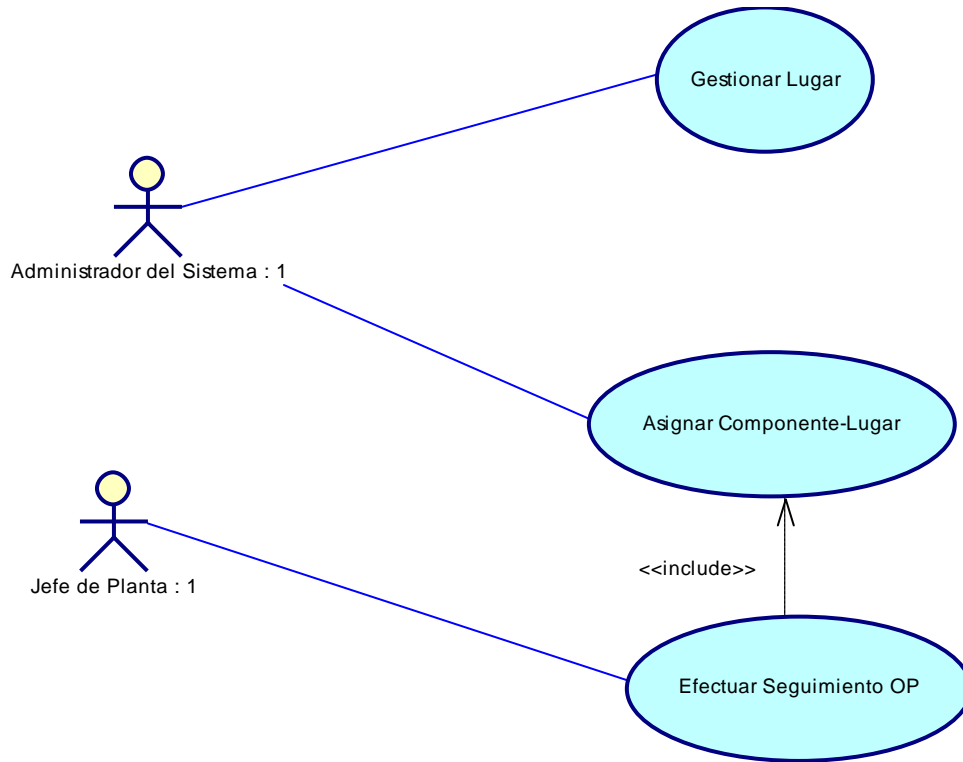 Gestionar Lugar
Administrador del Sistema : 1
Asignar Componente-Lugar
Jefe de Planta : 1
<<include>>
Efectuar Seguimiento OP